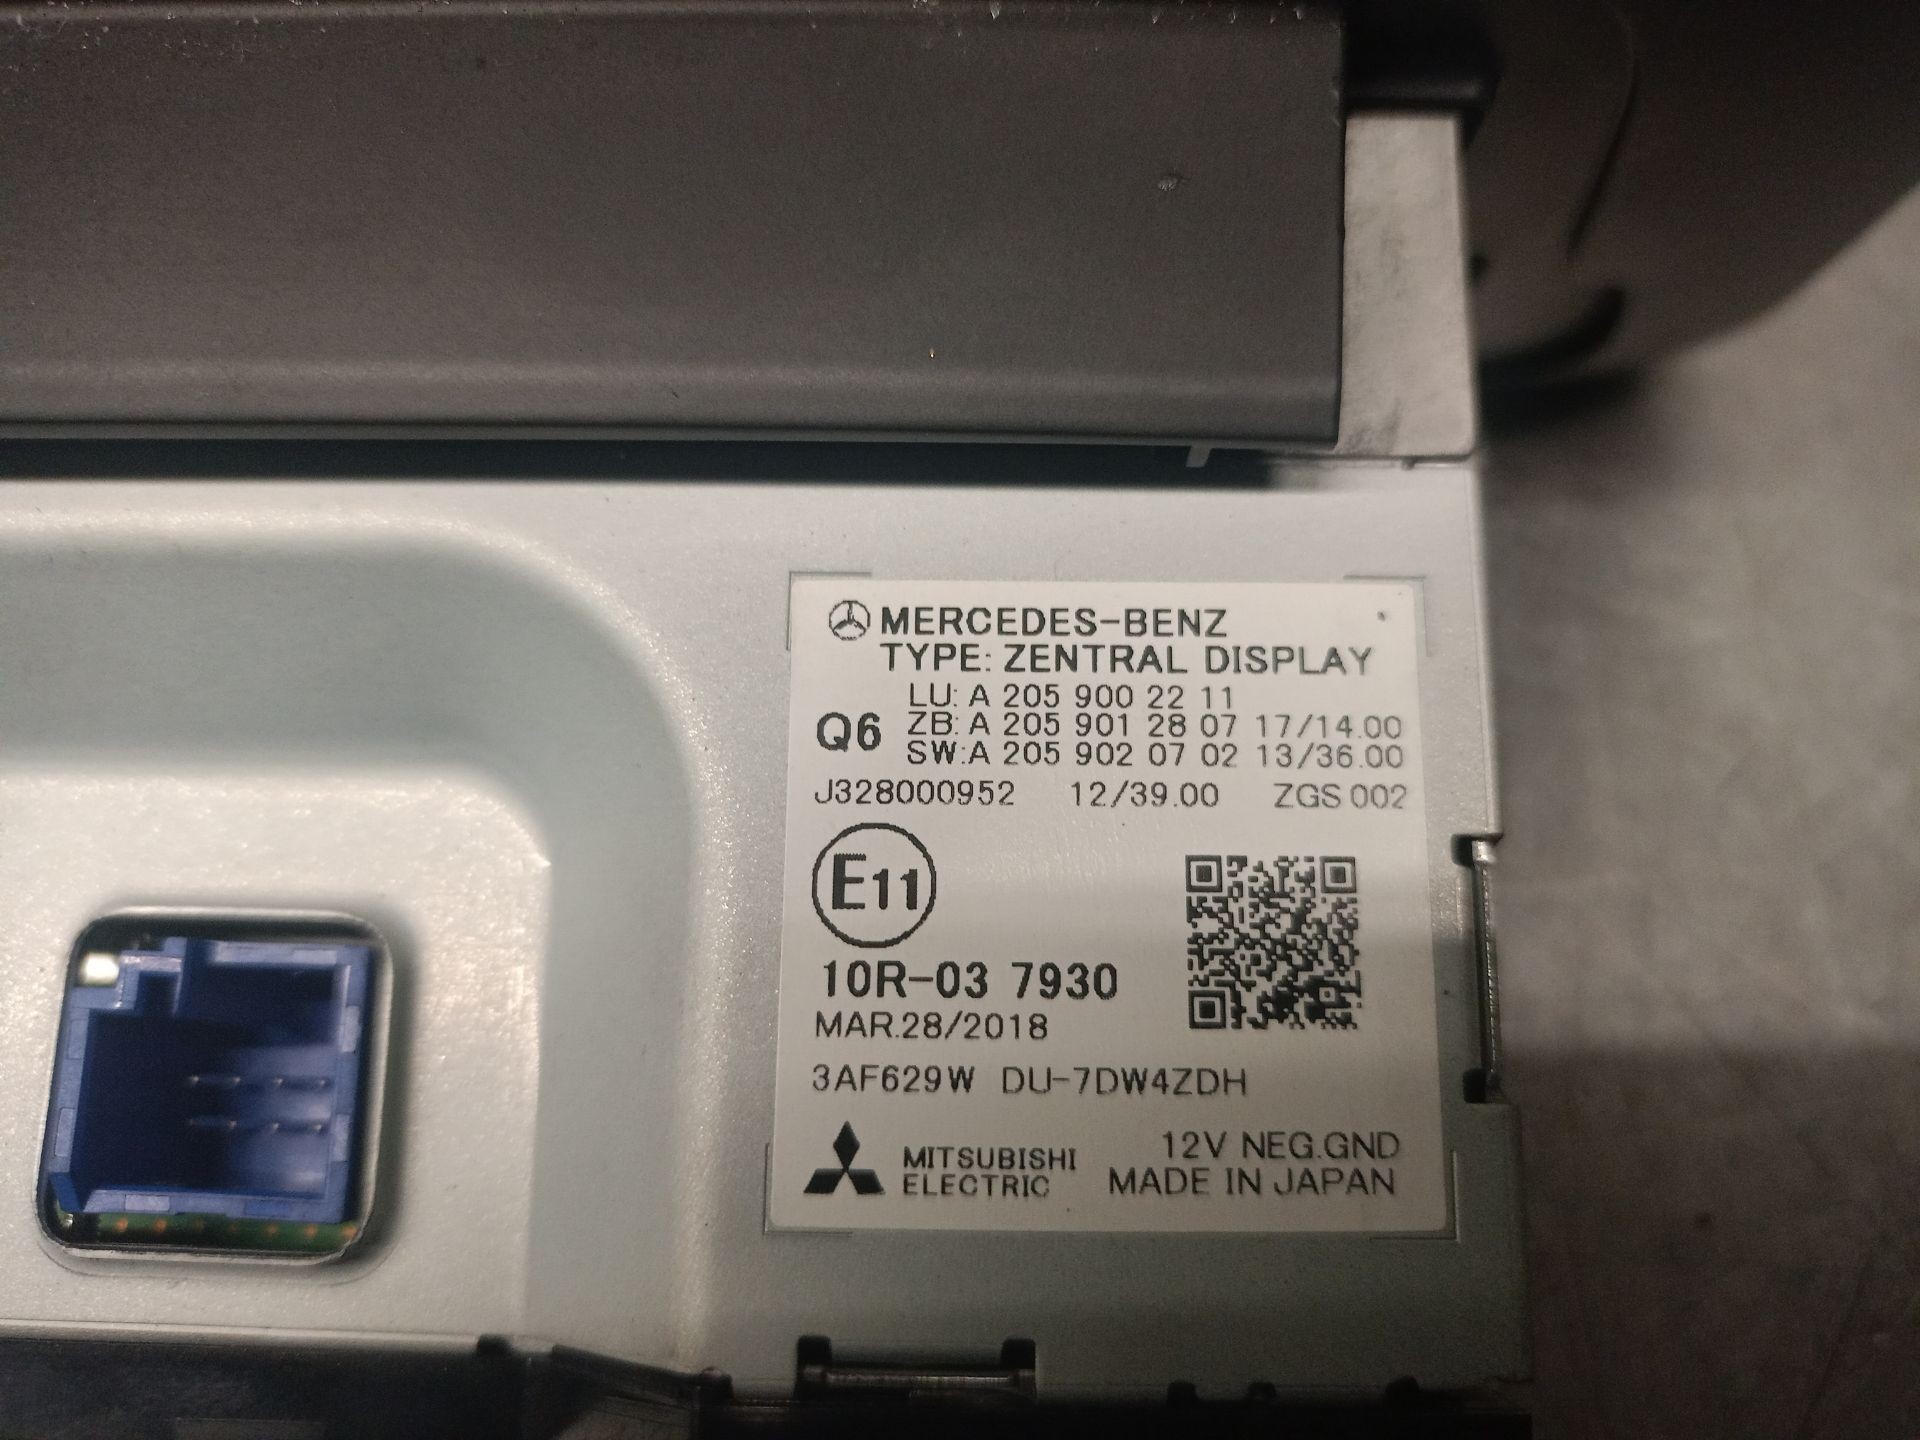 MERCEDES-BENZ
TYPE: ZENTRAL DISPLAY
LU: A 205 900 22 11
Q6 ZB: A 205 901 28 07 17/14.00
SW:A 205 902 07 02 13/36.00
J328000952 12/39.00 ZGS 002
E11
10R-03 7930
MAR.28/2018
3AF629W DU-7DW4ZDH
MITSUBISHI ELECTRIC
12V NEG.GND
MADE IN JAPAN